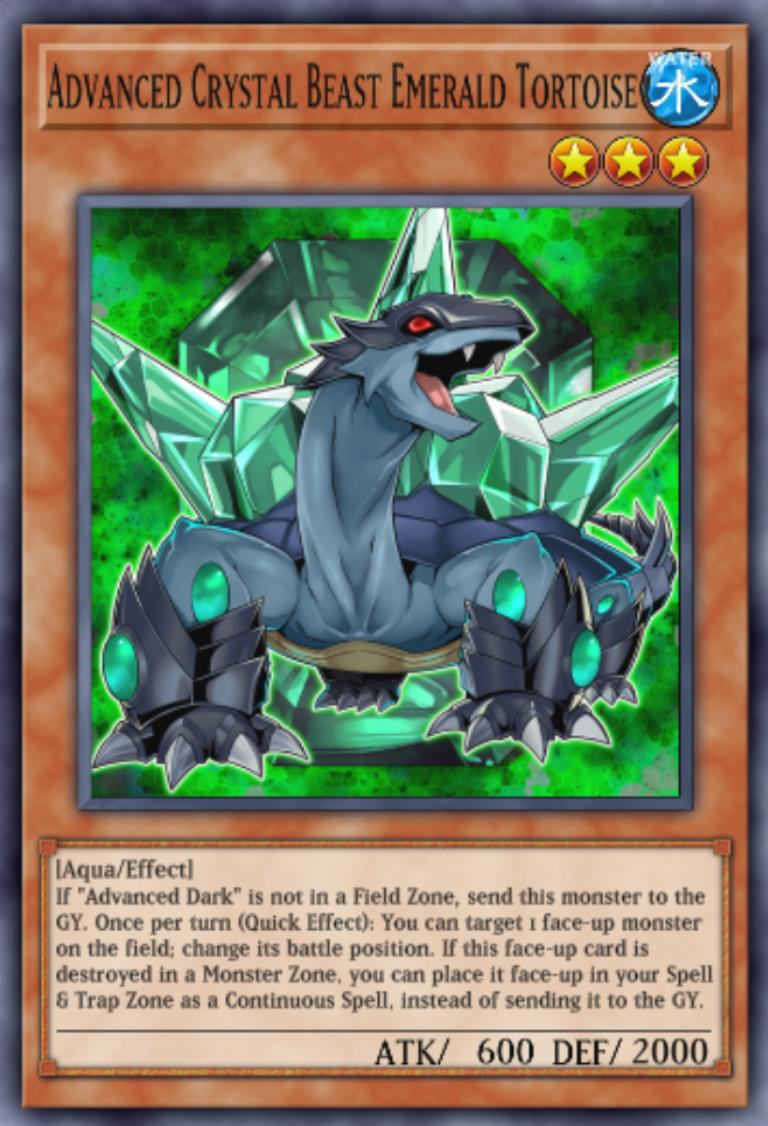 ADVANCED CRYSTAL BEAST EMERALD TORTOISE
WATER
水
[Aqua/Effect]
If "Advanced Dark" is not in a Field Zone, send this monster to the
GY. Once per turn (Quick Effect): You can target 1 face-up monster
on the field; change its battle position. If this face-up card is
destroyed in a Monster Zone, you can place it face-up in your Spell
& Trap Zone as a Continuous Spell, instead of sending it to the GY.
ATK/ 600 DEF/ 2000